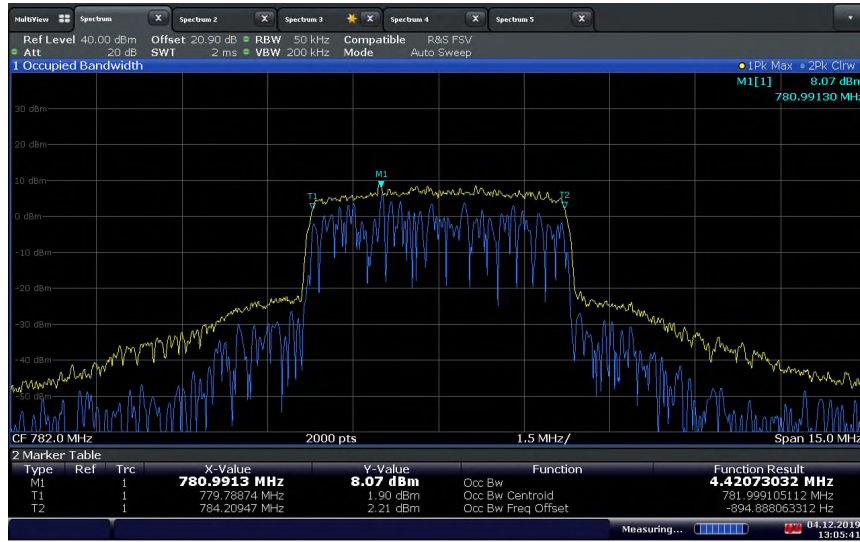 MultiView Spectrum X Spectrum 2 X Spectrum 3 X Spectrum 4 X Spectrum 5 X
Ref Level 40.00 dBm Offset 20.90 dB RBW 50 kHz Compatible R&S FSV
Att 20 dB SWT 2 ms VBW 200 kHz Mode Auto Sweep
1 Occupied Bandwidth 1Pk Max 2Pk Clrw
M1[1] 8.07 dBm
780.99130 MHz
30 dBm
20 dBm
M1
10 dBm
T1 T2
0 dBm
-10 dBm
-20 dBm
-30 dBm
-40 dBm
-50 dBm
CF 782.0 MHz 2000 pts 1.5 MHz/ Span 15.0 MHz
2 Marker Table
Type Ref Trc X-Value Y-Value Function Function Result
M1 1 780.9913 MHz 8.07 dBm Occ Bw 4.42073032 MHz
T1 1 779.78874 MHz 1.90 dBm Occ Bw Centroid 781.999105112 MHz
T2 1 784.20947 MHz 2.21 dBm Occ Bw Freq Offset -894.888063312 Hz
Measuring... 04.12.2019
13:05:41